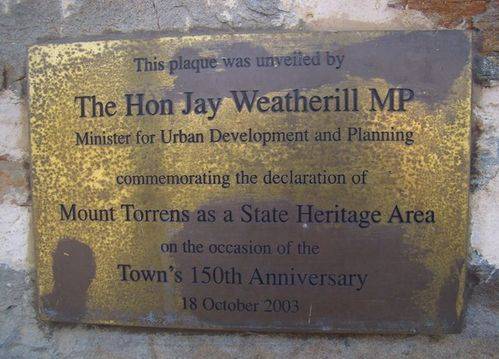 This plaque was unveiled by
The Hon Jay Weatherill MP
Minister for Urban Development and Planning
commemorating the declaration of
Mount Torrens as a State Heritage Area
on the occasion of the
Town's 150th Anniversary
18 October 2003